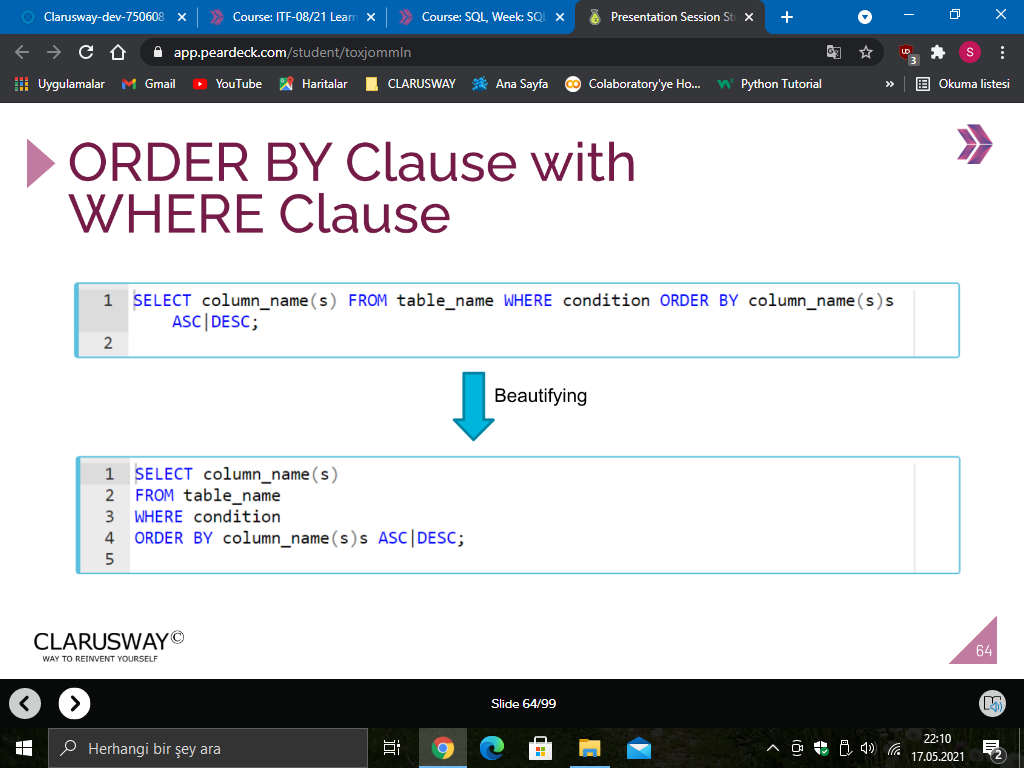 Clarusway-dev-750608
Course: ITF-08/21 Learn
Course: SQL, Week: SQL
Presentation Session St
app.peardeck.com/student/toxjommln
UD
3
S
Uygulamalar
Gmail
YouTube
Haritalar
CLARUSWAY
Ana Sayfa
Colaboratory'ye Ho...
Python Tutorial
»
Okuma listesi
ORDER BY Clause with
WHERE Clause
1 SELECT column_name(s) FROM table_name WHERE condition ORDER BY column_name(s)s
ASC|DESC;
2
Beautifying
1 SELECT column_name(s)
2 FROM table_name
3 WHERE condition
4 ORDER BY column_name(s)s ASC|DESC;
5
CLARUSWAY©
WAY TO REINVENT YOURSELF
64
Slide 64/99
Herhangi bir şey ara
22:10
17.05.2021
2